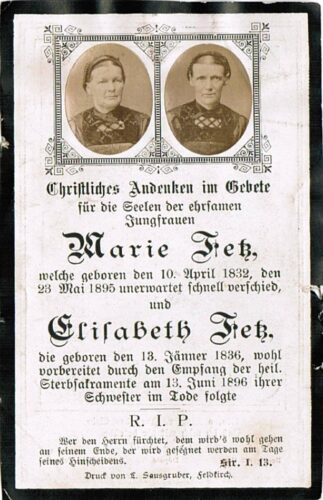 Christliches Andenken im Gebete
für die Seelen der ehrsamen
Jungfrauen
Marie Fetz,
welche geboren den 10. April 1832, den
23 Mai 1895 unerwartet schnell verschied,
und
Elisabeth Fetz,
die geboren den 13. Jänner 1836, wohl
vorbereitet durch den Empfang der heil.
Sterbsakramente am 13. Juni 1896 ihrer
Schwester im Tode folgte
R. I. P.
Wer den Herrn fürchtet, dem wird's wohl gehen
an seinem Ende, der wird gesegnet werden am Tage
seines Hinscheidens. Sir. I. 13.
Druck von L. Sausgruber, Feldkirch.